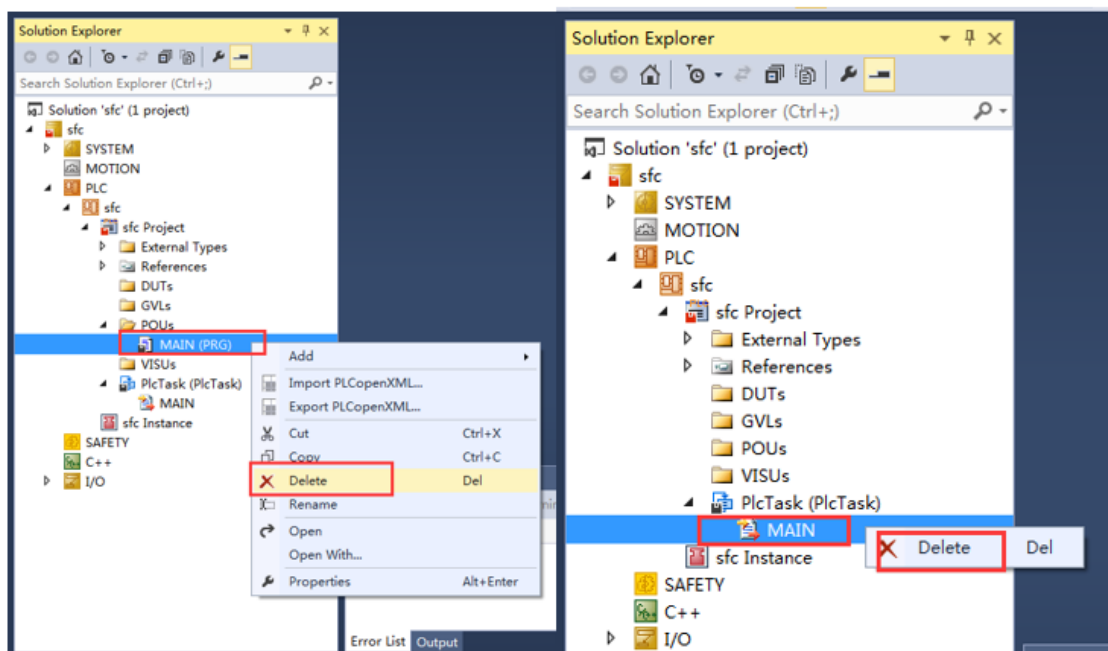 Solution Explorer
Search Solution Explorer (Ctrl+;)
Solution 'sfc' (1 project)
sfc
SYSTEM
MOTION
PLC
sfc
sfc Project
External Types
References
DUTs
GVLs
POUs
MAIN (PRG)
VISUs
PlcTask (PlcTask)
MAIN
sfc Instance
SAFETY
C++
I/O
Add
Import PLCopenXML...
Export PLCopenXML...
Cut Ctrl+X
Copy Ctrl+C
Delete Del
Rename
Open
Open With...
Properties Alt+Enter
Error List Output
Solution Explorer
Search Solution Explorer (Ctrl+;)
Solution 'sfc' (1 project)
sfc
SYSTEM
MOTION
PLC
sfc
sfc Project
External Types
References
DUTs
GVLs
POUs
VISUs
PlcTask (PlcTask)
MAIN
Delete Del
sfc Instance
SAFETY
C++
I/O